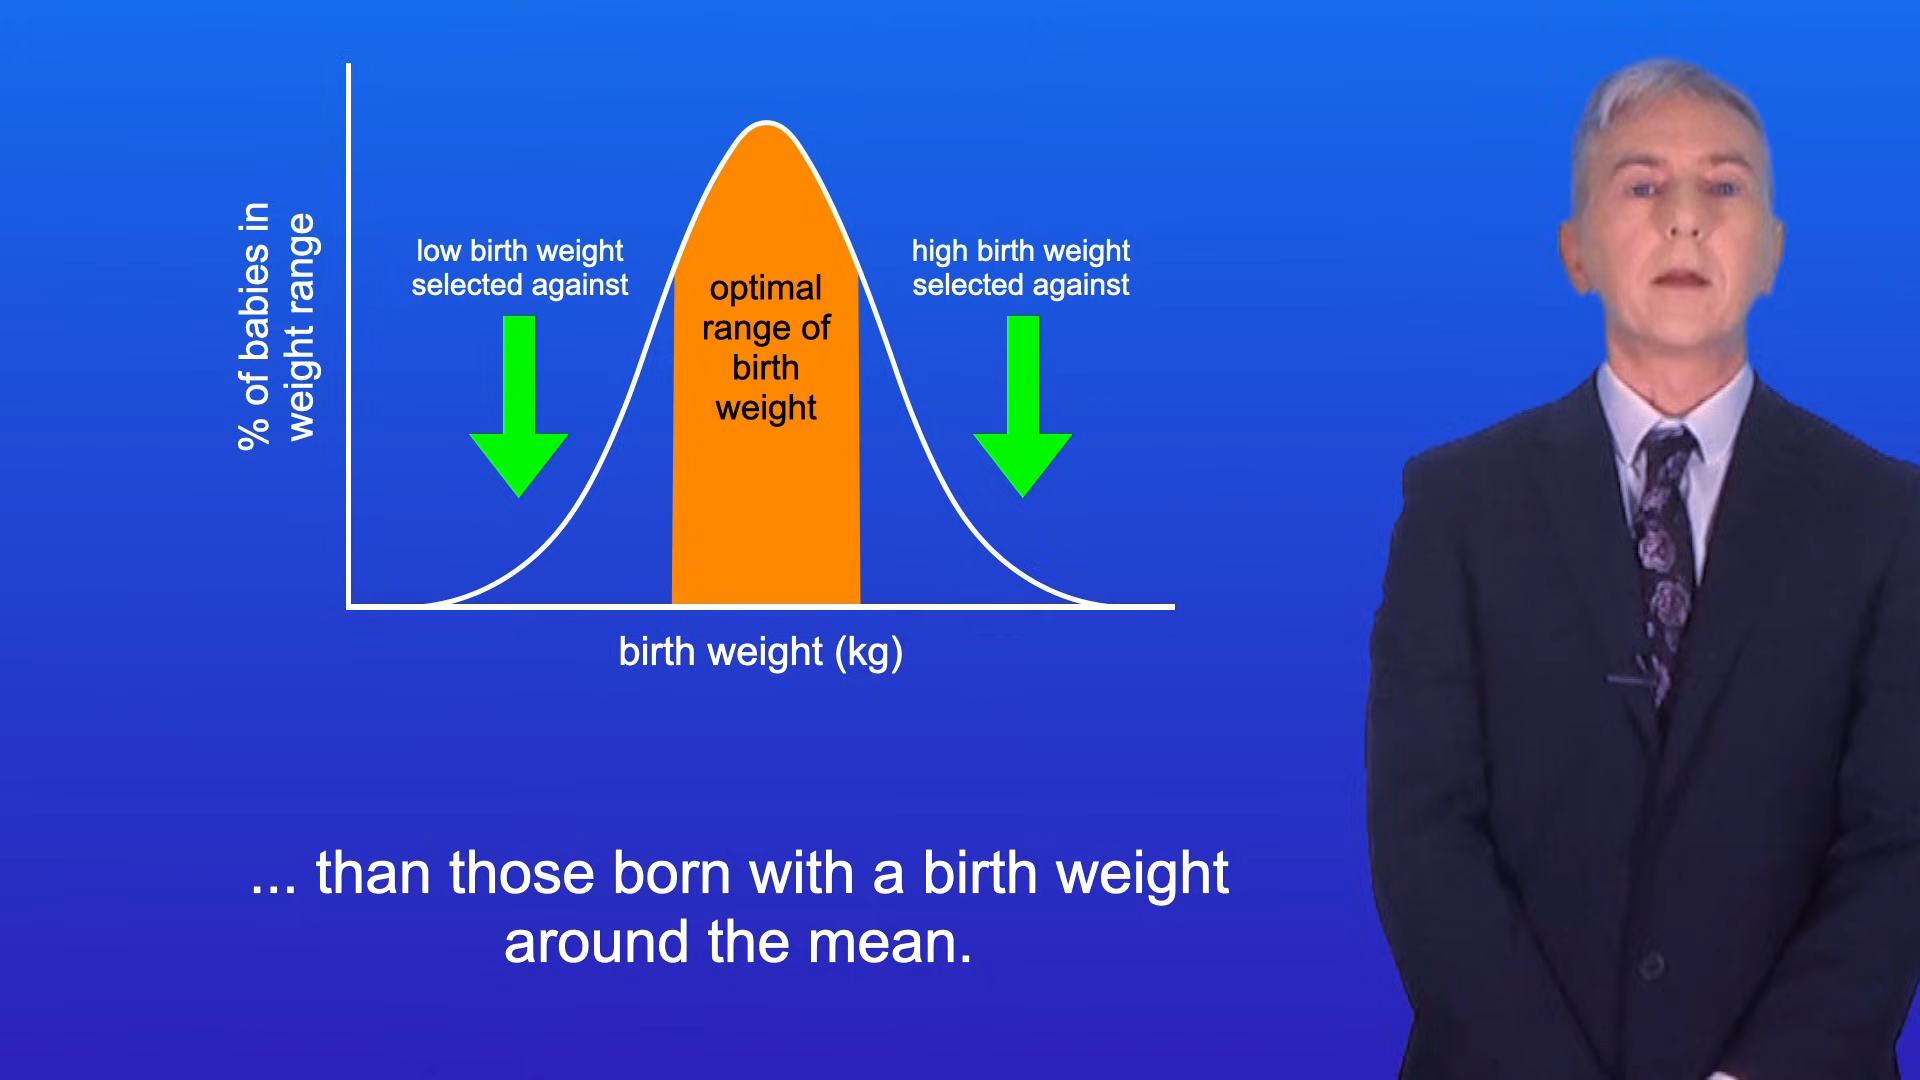 % of babies in
weight range
low birth weight
selected against
optimal
range of
birth
weight
high birth weight
selected against
birth weight (kg)
... than those born with a birth weight
around the mean.